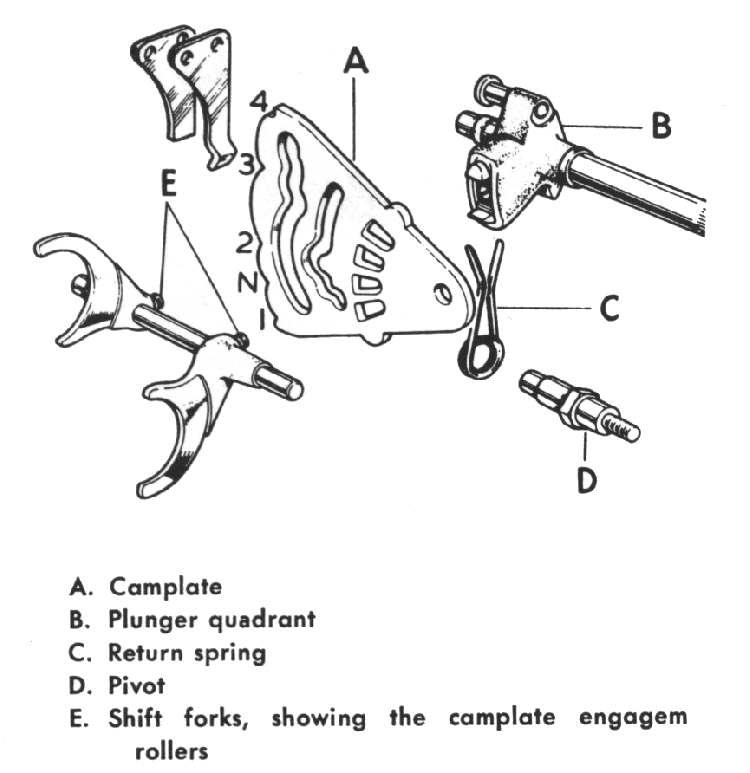 A
4
B
3
E
2
N
C
1
D
A. Camplate
B. Plunger quadrant
C. Return spring
D. Pivot
E. Shift forks, showing the camplate engagem
rollers